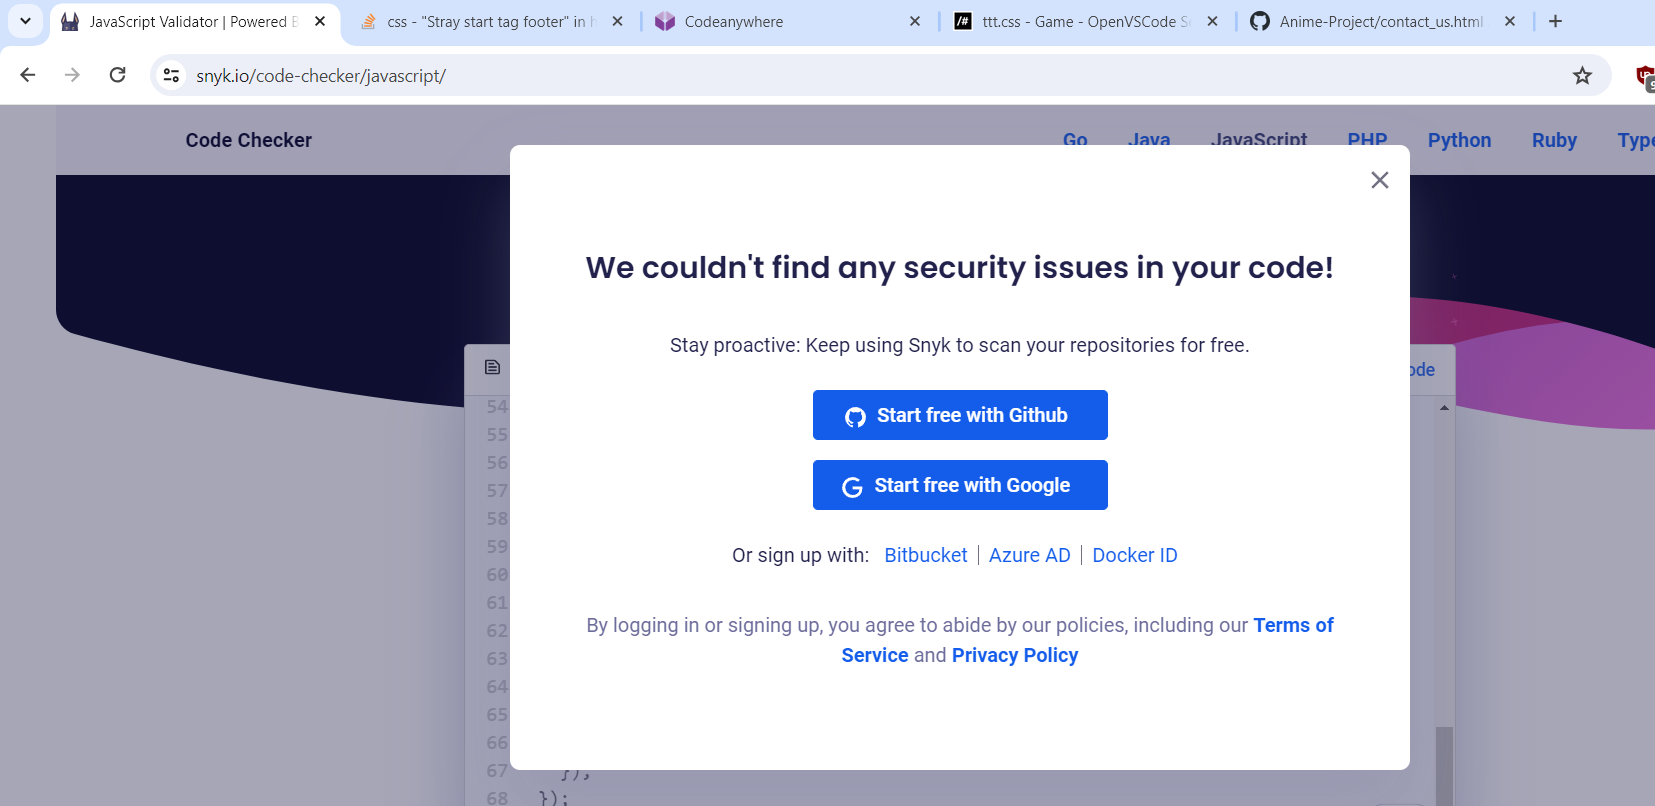 JavaScript Validator | Powered B
css - "Stray start tag footer" in h
Codeanywhere
/#
ttt.css - Game - OpenVSCode Se
Anime-Project/contact_us.html
snyk.io/code-checker/javascript/
Code Checker
Go
Java
JavaScript
PHP
Python
Ruby
Type
We couldn't find any security issues in your code!
Stay proactive: Keep using Snyk to scan your repositories for free.
Start free with Github
Start free with Google
Or sign up with: Bitbucket | Azure AD | Docker ID
By logging in or signing up, you agree to abide by our policies, including our Terms of
Service and Privacy Policy
ode
54
55
56
57
58
59
60
61
62
63
64
65
66
67 });
68 });